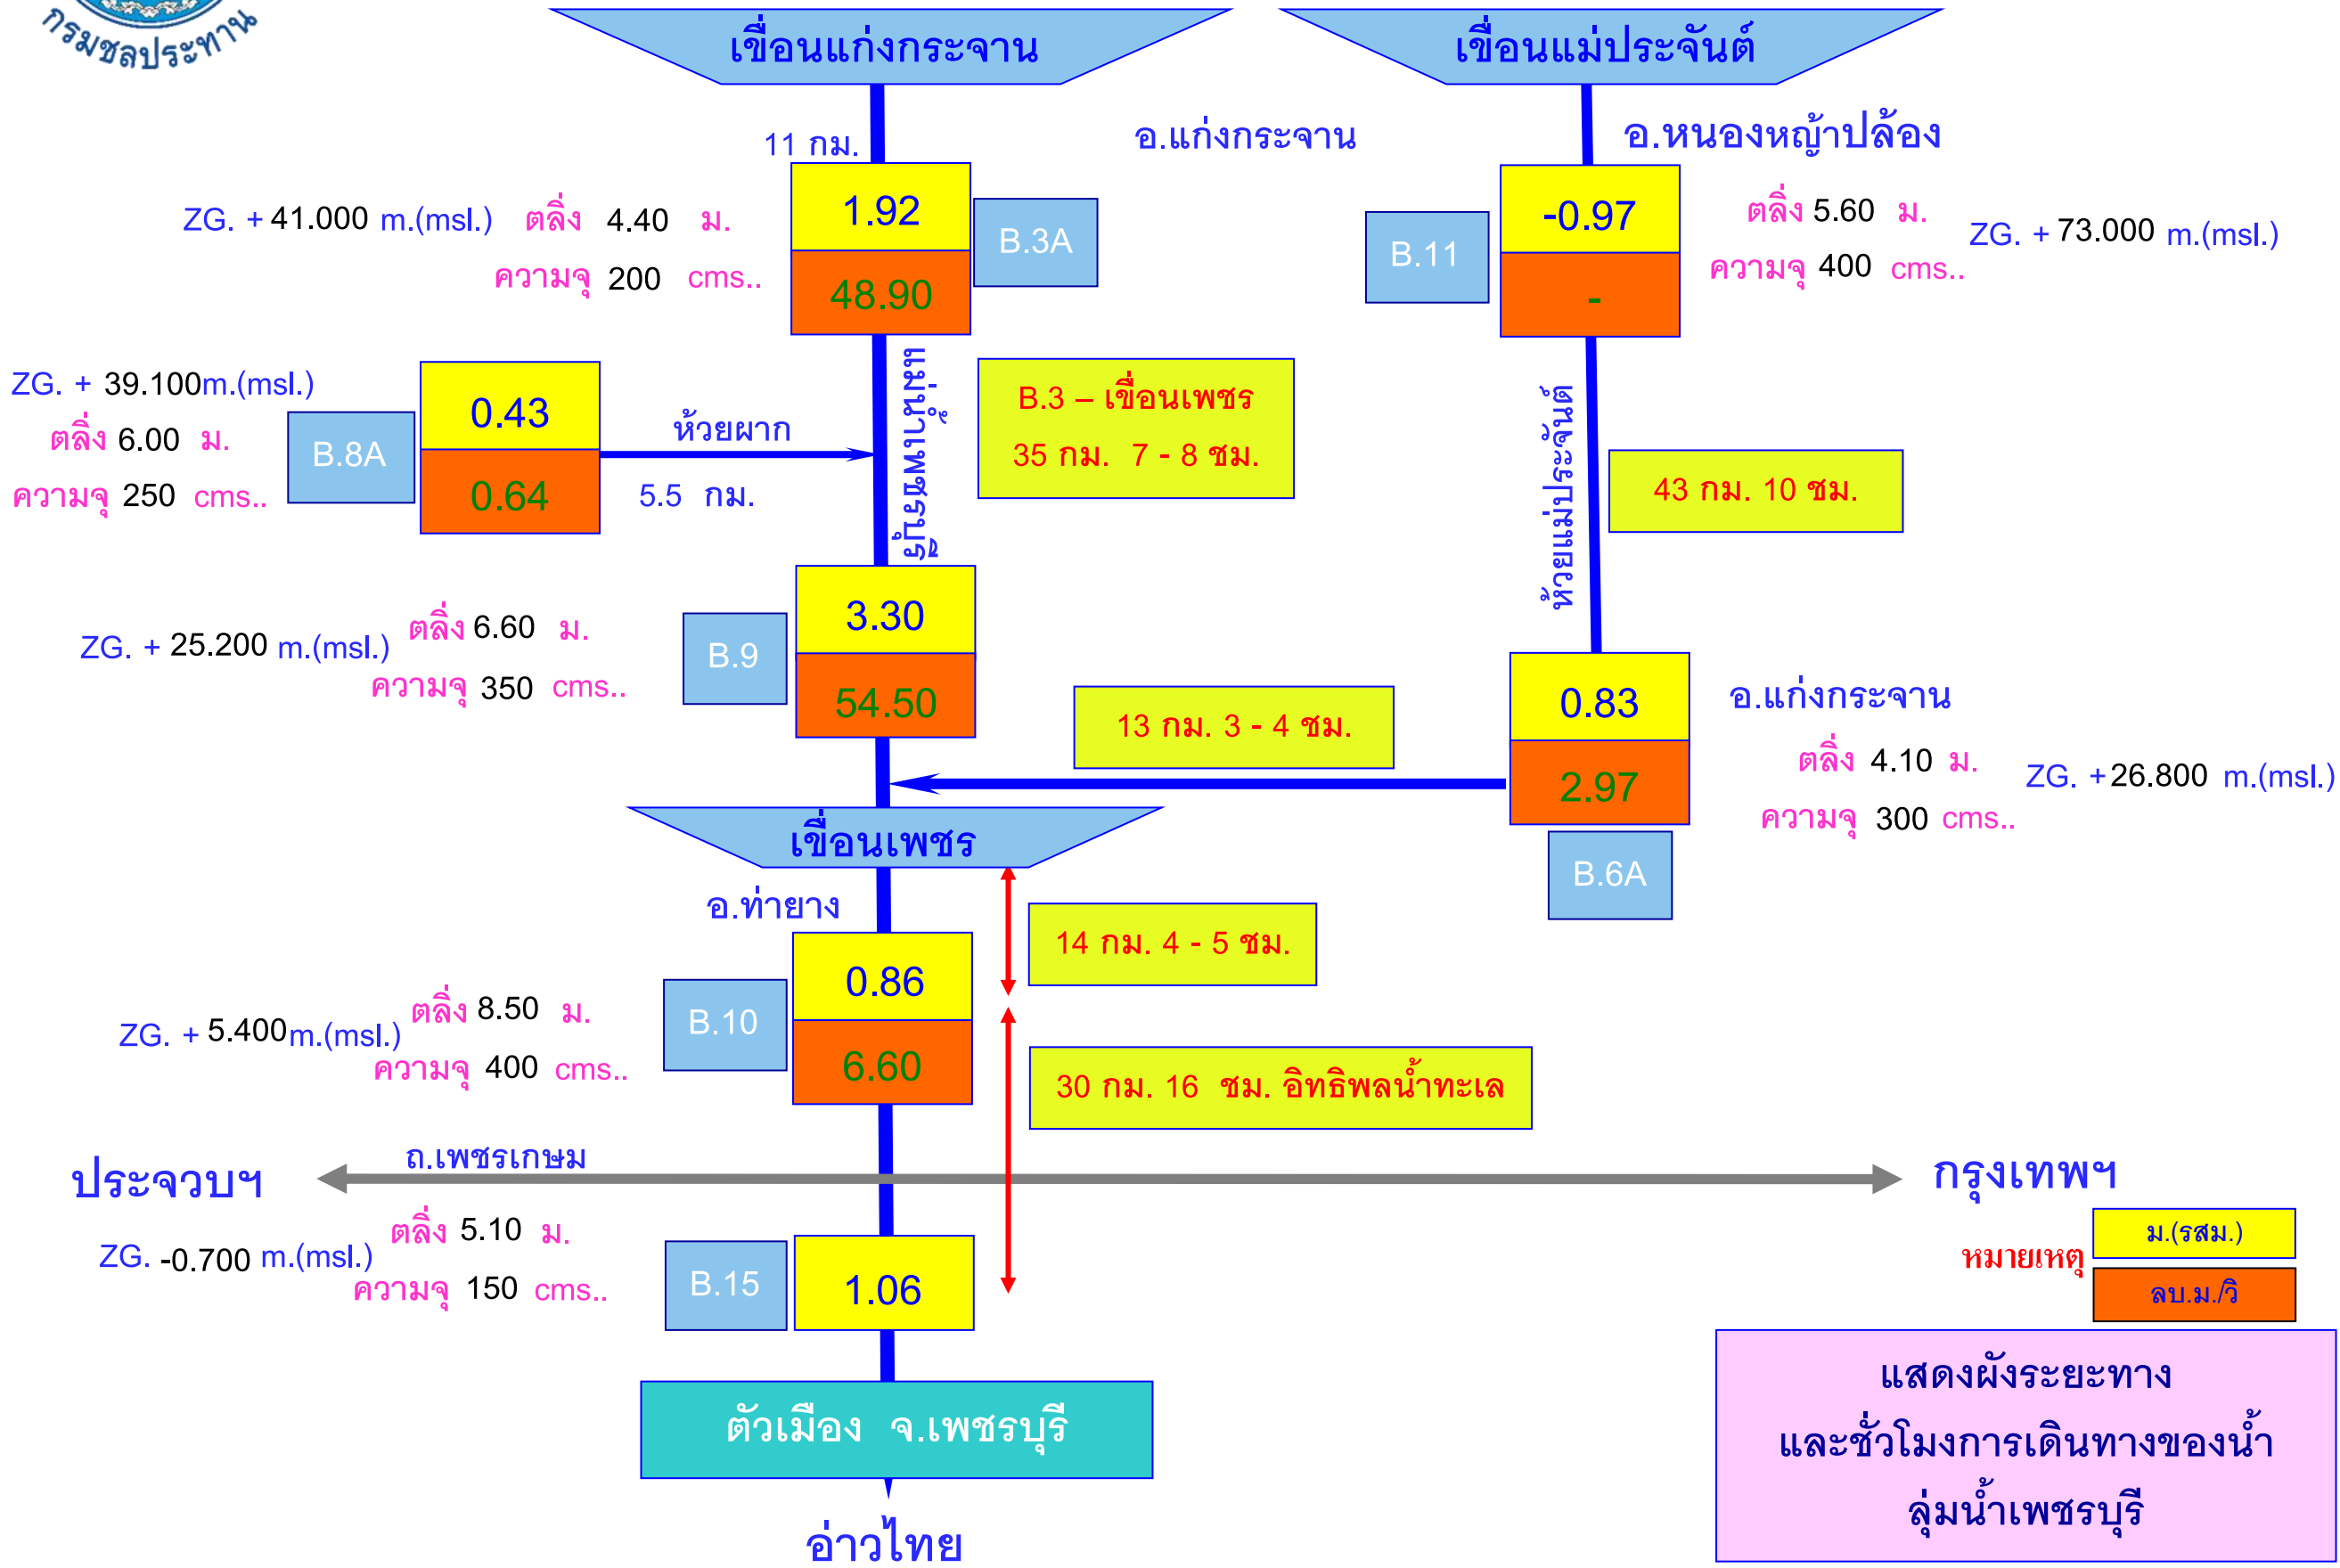 กรมชลประทาน
เขื่อนแก่งกระจาน
เขื่อนแม่ประจันต์
11 กม.
อ.แก่งกระจาน
อ.หนองหญ้าปล้อง
ZG. + 41.000 m.(msl.)
ตลิ่ง 4.40 ม.
ความจุ 200 cms..
1.92
48.90
B.3A
B.11
-0.97
-
ตลิ่ง 5.60 ม.
ความจุ 400 cms..
ZG. + 73.000 m.(msl.)
ZG. + 39.100m.(msl.)
ตลิ่ง 6.00 ม.
ความจุ 250 cms..
B.8A
0.43
0.64
ห้วยผาก
5.5 กม.
แม่น้ำเพชรบุรี
B.3 – เขื่อนเพชร
35 กม. 7 - 8 ชม.
ห้วยแม่ประจันต์
43 กม. 10 ชม.
ZG. + 25.200 m.(msl.)
ตลิ่ง 6.60 ม.
ความจุ 350 cms..
B.9
3.30
54.50
13 กม. 3 - 4 ชม.
0.83
2.97
B.6A
อ.แก่งกระจาน
ตลิ่ง 4.10 ม.
ความจุ 300 cms..
ZG. + 26.800 m.(msl.)
เขื่อนเพชร
อ.ท่ายาง
14 กม. 4 - 5 ชม.
ZG. + 5.400m.(msl.)
ตลิ่ง 8.50 ม.
ความจุ 400 cms..
B.10
0.86
6.60
30 กม. 16 ชม. อิทธิพลน้ำทะเล
ประจวบฯ
ถ.เพชรเกษม
กรุงเทพฯ
ZG. -0.700 m.(msl.)
ตลิ่ง 5.10 ม.
ความจุ 150 cms..
B.15
1.06
หมายเหตุ
ม.(รสม.)
ลบ.ม./วิ
ตัวเมือง จ.เพชรบุรี
อ่าวไทย
แสดงผังระยะทาง
และชั่วโมงการเดินทางของน้ำ
ลุ่มน้ำเพชรบุรี